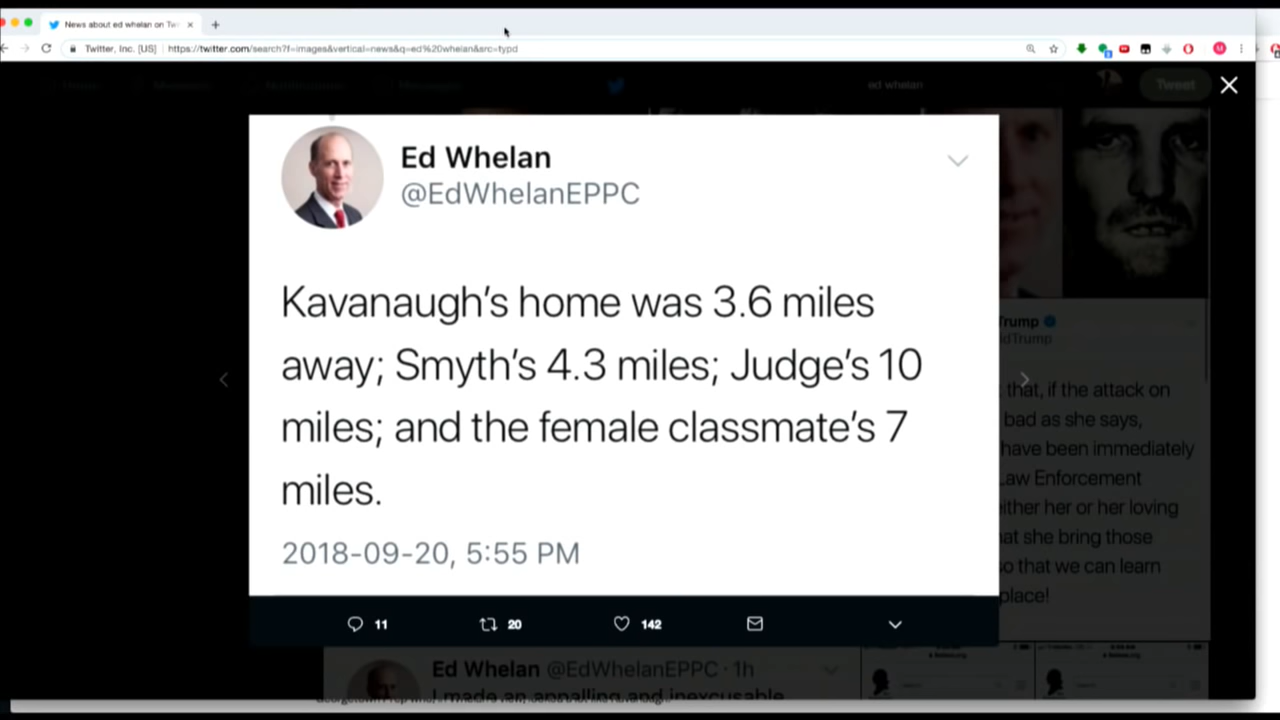 News about ed whelan on Tw
Twitter, Inc. [US] | https://twitter.com/search?f=images&vertical=news&q=ed%20whelan&src=typd
ed whelan
Tweet
Ed Whelan
@EdWhelanEPPC
Kavanaugh's home was 3.6 miles
away; Smyth's 4.3 miles; Judge's 10
miles; and the female classmate's 7
miles.
2018-09-20, 5:55 PM
11 20 142
Trump
dTrump
that, if the attack on
bad as she says,
have been immediately
Law Enforcement
either her or her loving
at she bring those
so that we can learn
place!
Ed Whelan @EdWhelanEPPC · 1h
I made an appalling and inexcusable